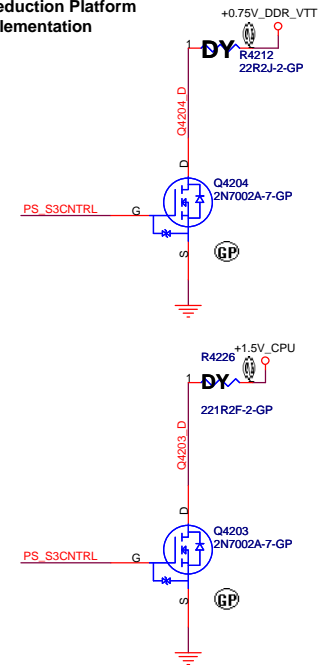 eduction Platform
plementation
+0.75V_DDR_VTT
1
DY
R4212
22R2J-2-GP
Q4204_D
D
Q4204
2N7002A-7-GP
PS_S3CNTRL
G
S
GP
+1.5V_CPU
R4226
1
DY
221R2F-2-GP
Q4203_D
D
Q4203
2N7002A-7-GP
PS_S3CNTRL
G
S
GP